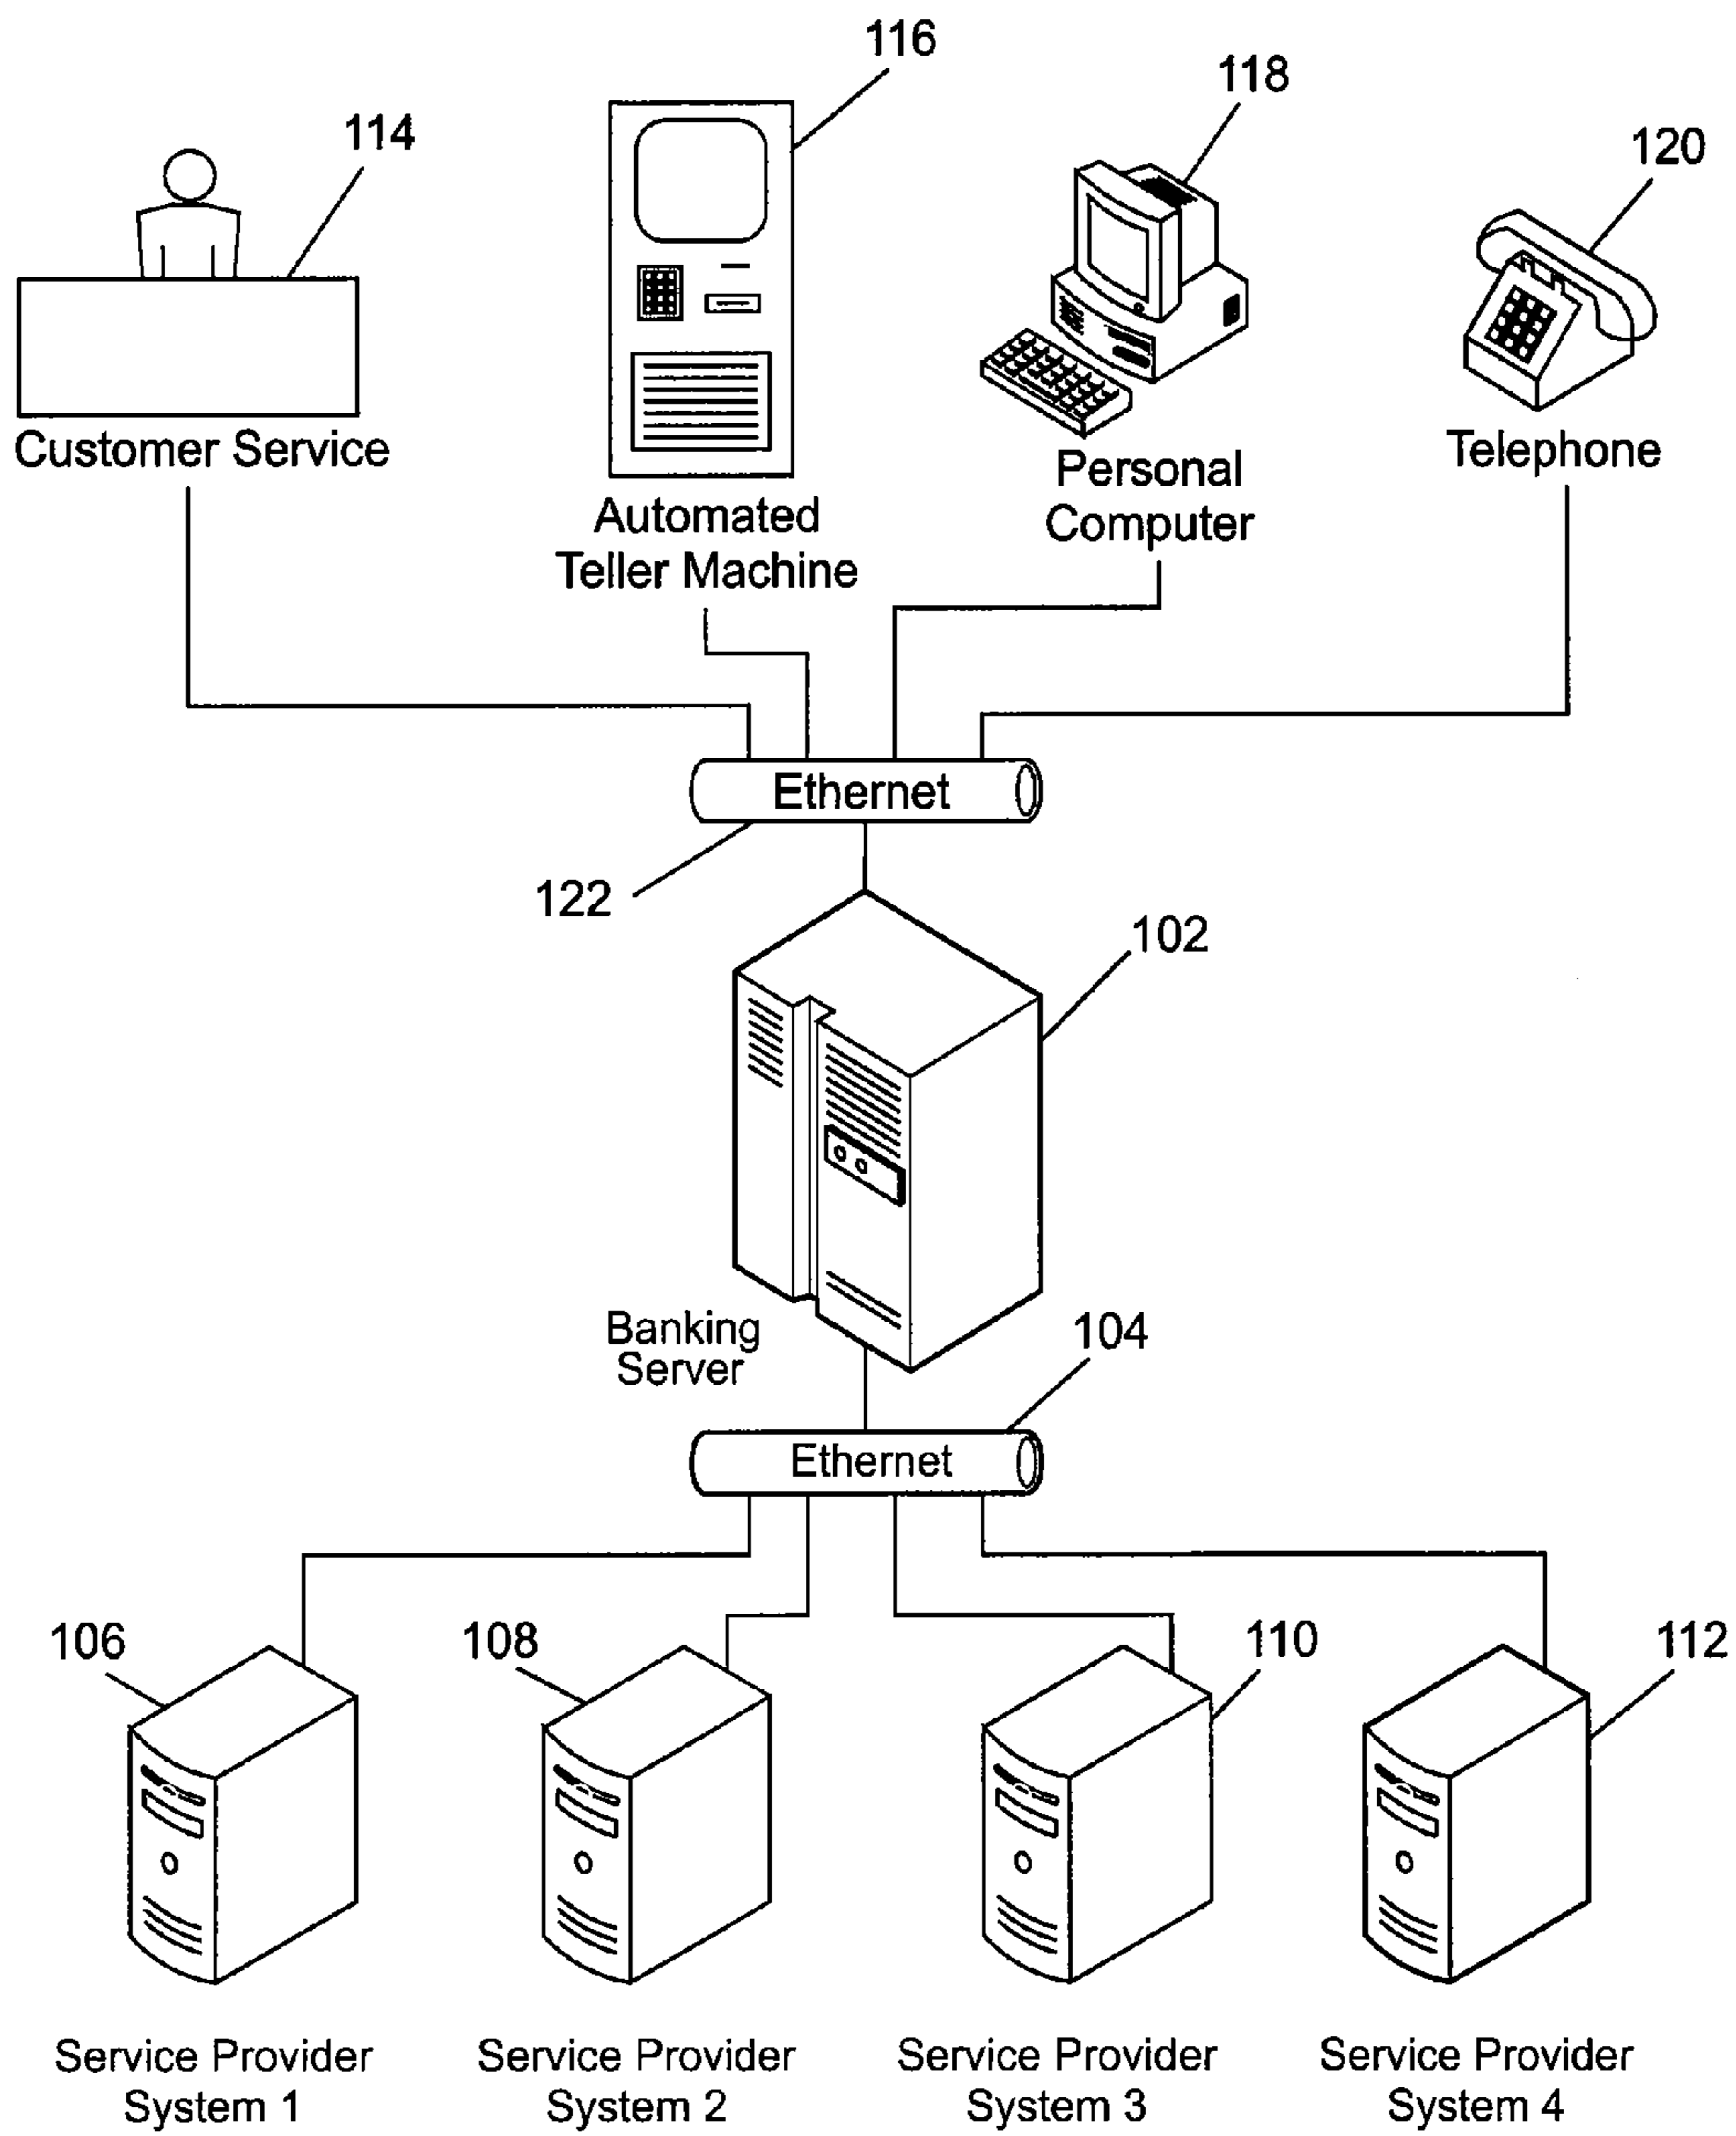 116
118
114
120
Customer Service
Automated
Teller Machine
Personal
Computer
Telephone
Ethernet
122
102
Banking
Server
104
Ethernet
106
108
110
112
Service Provider
System 1
Service Provider
System 2
Service Provider
System 3
Service Provider
System 4